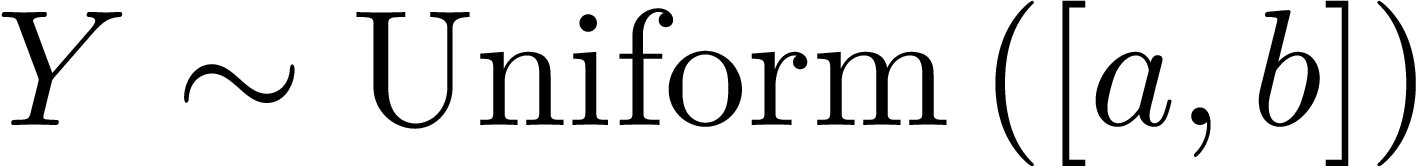 Y ∼ Uniform ([a, b])